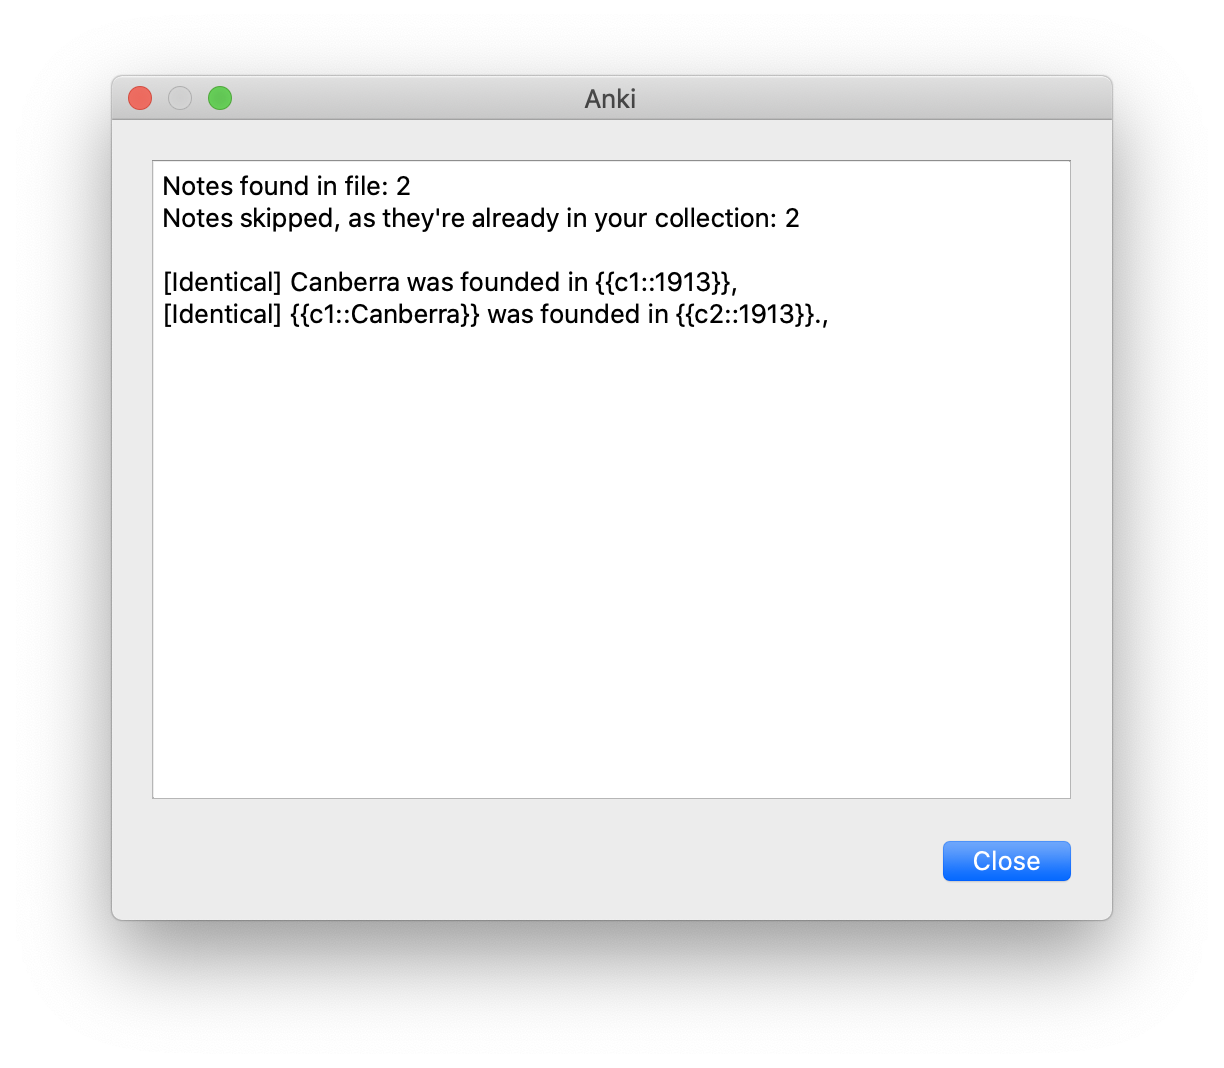 Anki
Notes found in file: 2
Notes skipped, as they're already in your collection: 2
[Identical] Canberra was founded in {{c1::1913}},
[Identical] {{c1::Canberra}} was founded in {{c2::1913}}.,
Close